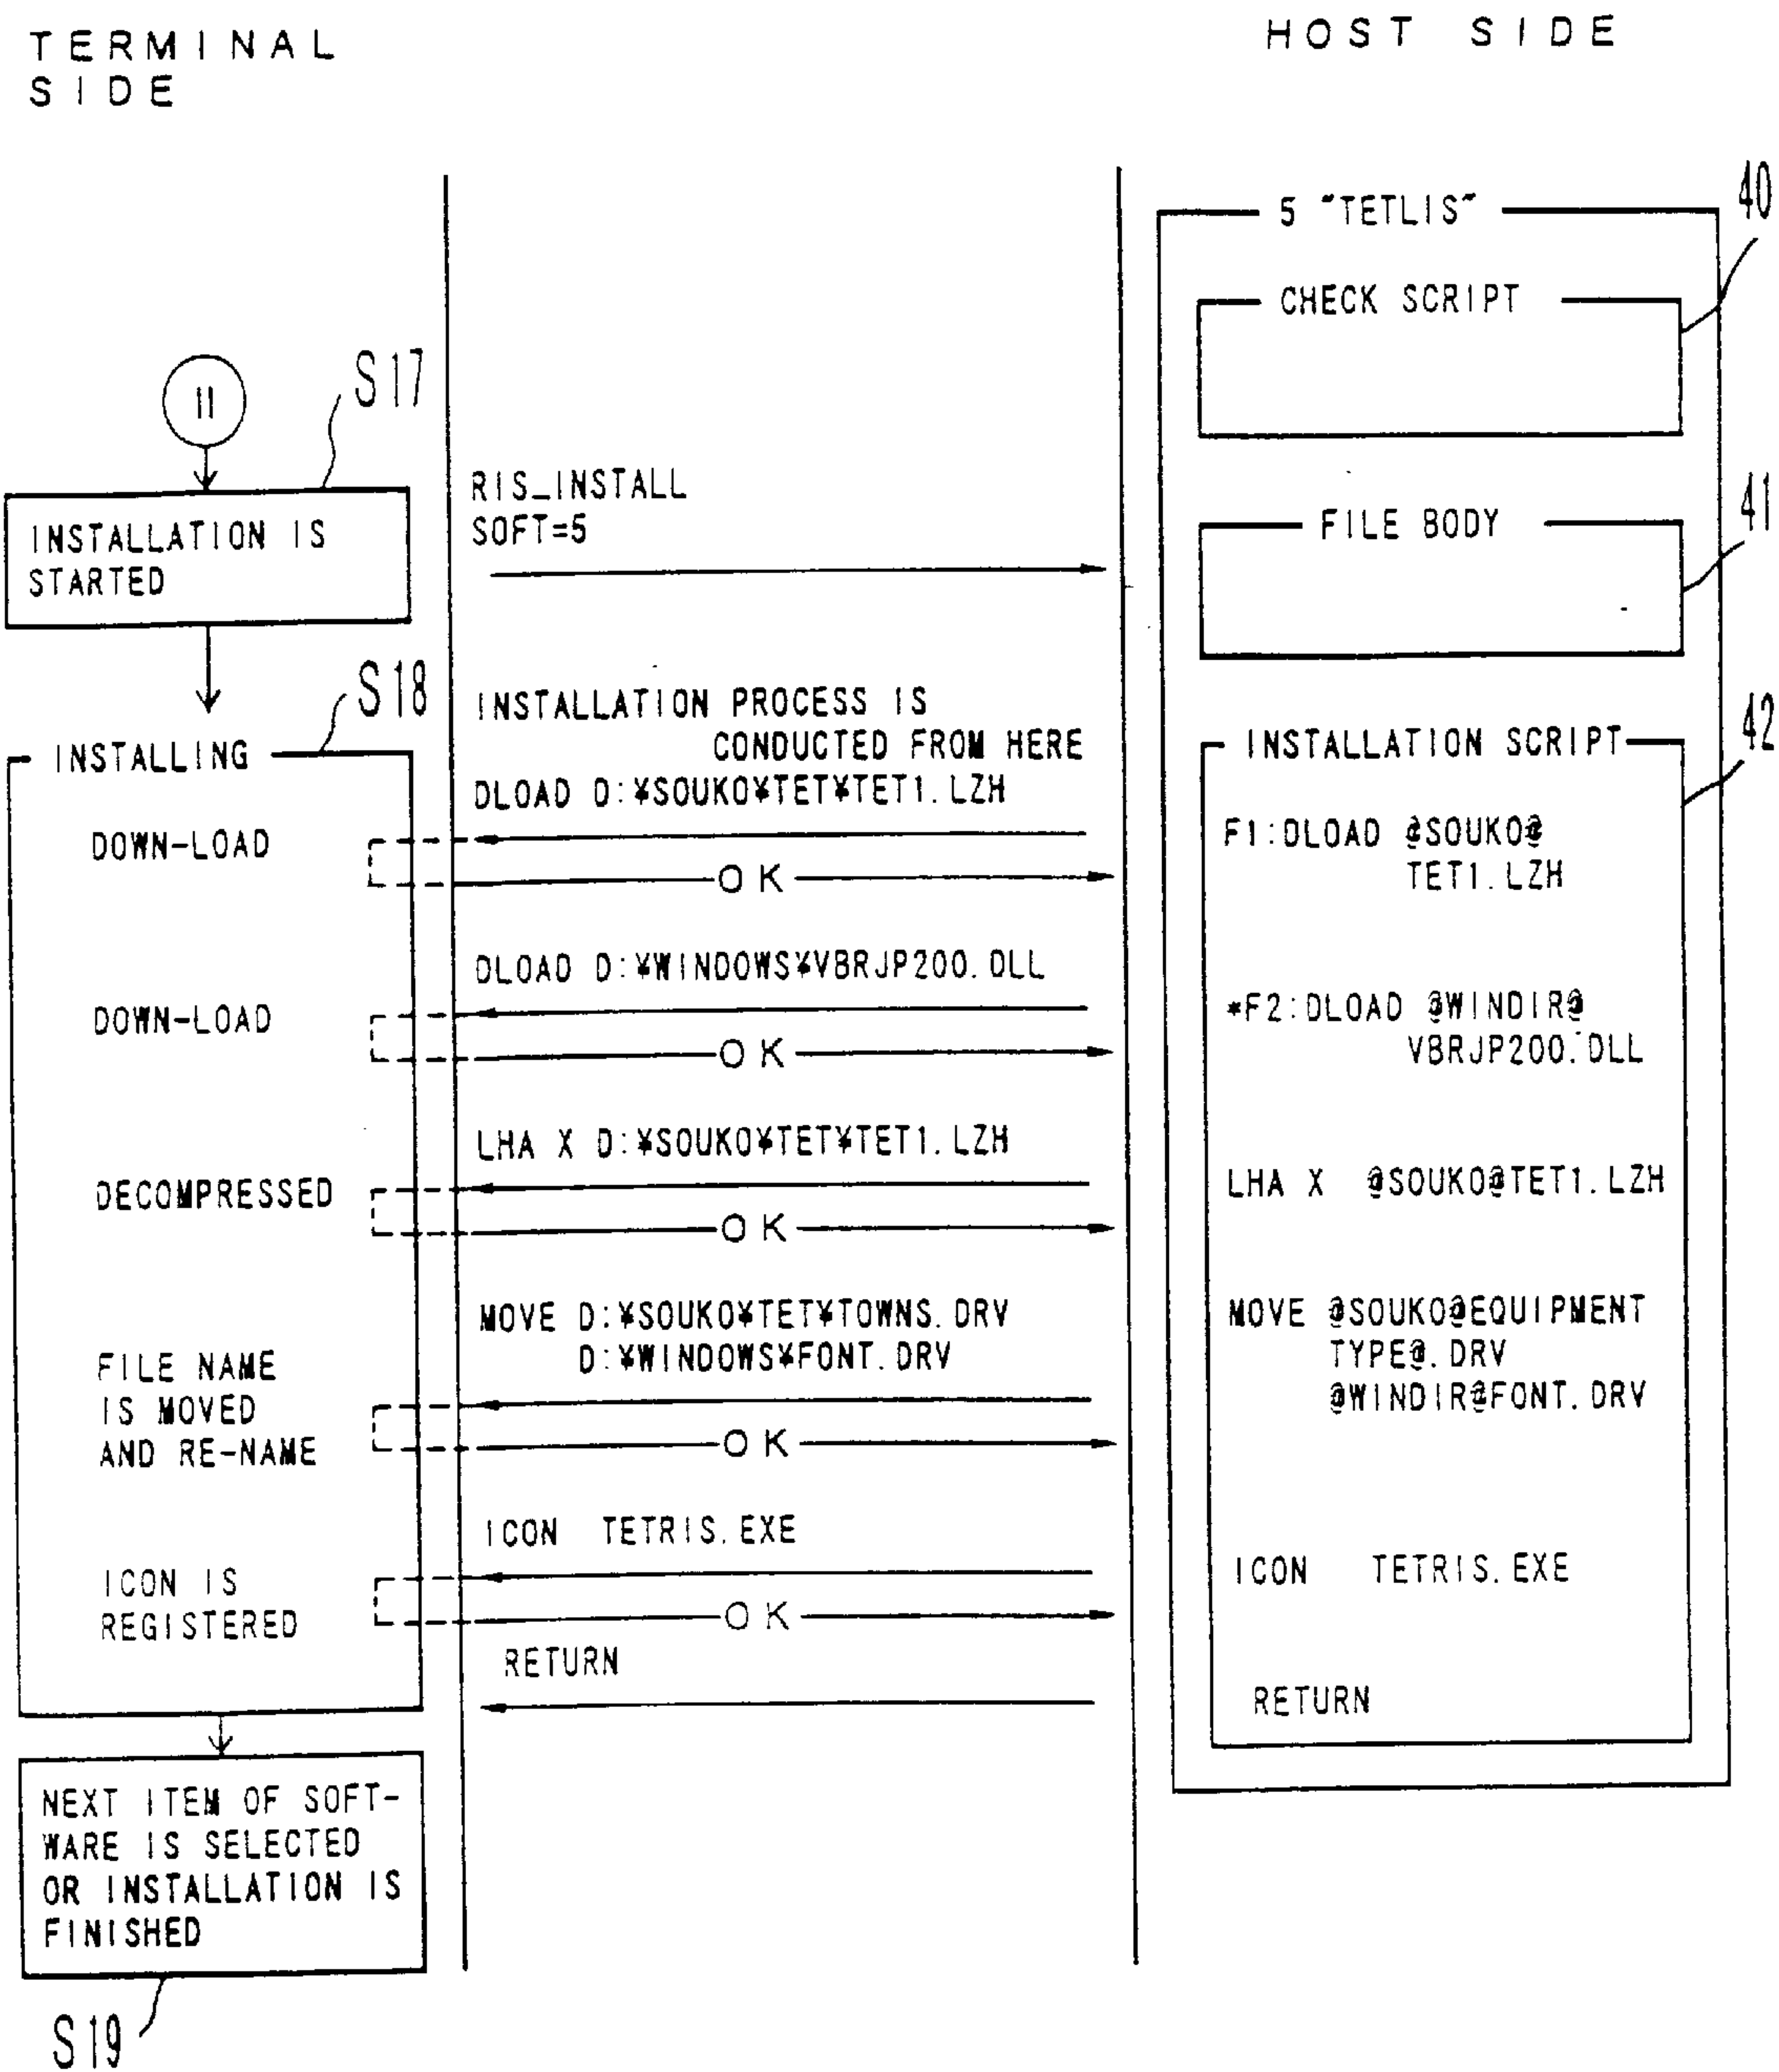 TERMINAL
SIDE
HOST SIDE
11
S17
INSTALLATION IS
STARTED
RIS_INSTALL
SOFT=5
S18
INSTALLING
DOWN-LOAD
DOWN-LOAD
DECOMPRESSED
FILE NAME
IS MOVED
AND RE-NAME
ICON IS
REGISTERED
INSTALLATION PROCESS IS
CONDUCTED FROM HERE
DLOAD D:¥SOUKO¥TET¥TET1.LZH
OK
DLOAD D:¥WINDOWS¥VBRJP200.DLL
OK
LHA X D:¥SOUKO¥TET¥TET1.LZH
OK
MOVE D:¥SOUKO¥TET¥TOWNS.DRV
D:¥WINDOWS¥FONT.DRV
OK
ICON TETRIS.EXE
OK
RETURN
NEXT ITEM OF SOFT-
WARE IS SELECTED
OR INSTALLATION IS
FINISHED
S19
5 "TETLIS"
40
CHECK SCRIPT
41
FILE BODY
42
INSTALLATION SCRIPT
F1:DLOAD @SOUKO@
TET1.LZH
*F2:DLOAD @WINDIR@
VBRJP200.DLL
LHA X @SOUKO@TET1.LZH
MOVE @SOUKO@EQUIPMENT
TYPE@.DRV
@WINDIR@FONT.DRV
ICON TETRIS.EXE
RETURN